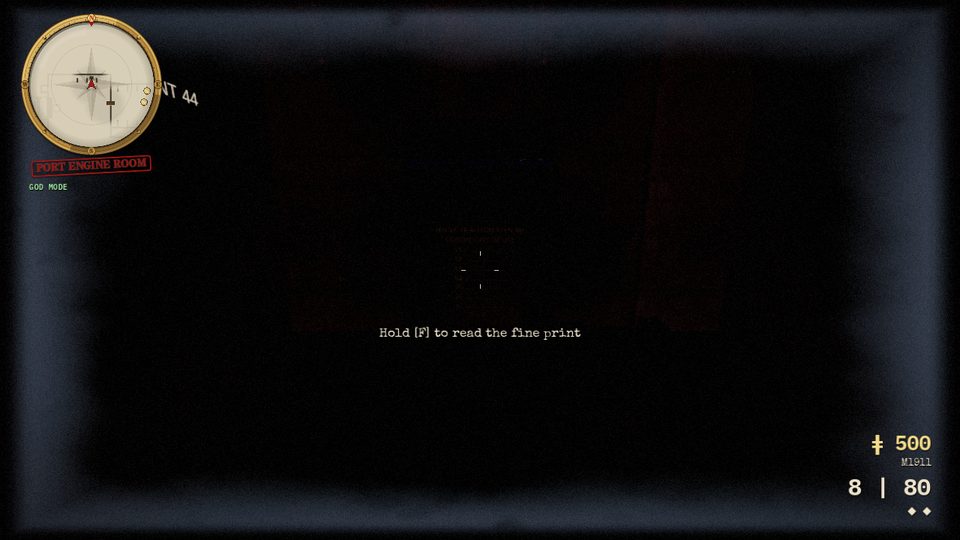 N
NT 44
PORT ENGINE ROOM
GOD MODE
Hold [F] to read the fine print
500
M1911
8 | 80